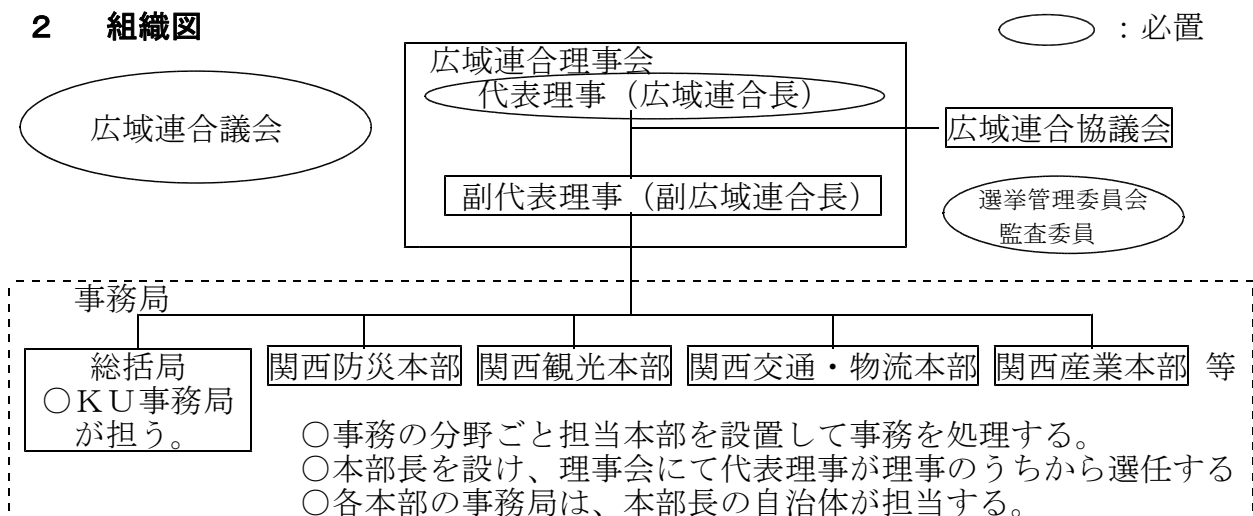 ２　組織図
：必置
広域連合理事会
代表理事（広域連合長）
広域連合議会
広域連合協議会
副代表理事（副広域連合長）
選挙管理委員会
監査委員
事務局
総括局
○ＫＵ事務局
が担う。
関西防災本部
関西観光本部
関西交通・物流本部
関西産業本部
等
○事務の分野ごと担当本部を設置して事務を処理する。
○本部長を設け、理事会にて代表理事が理事のうちから選任する
○各本部の事務局は、本部長の自治体が担当する。